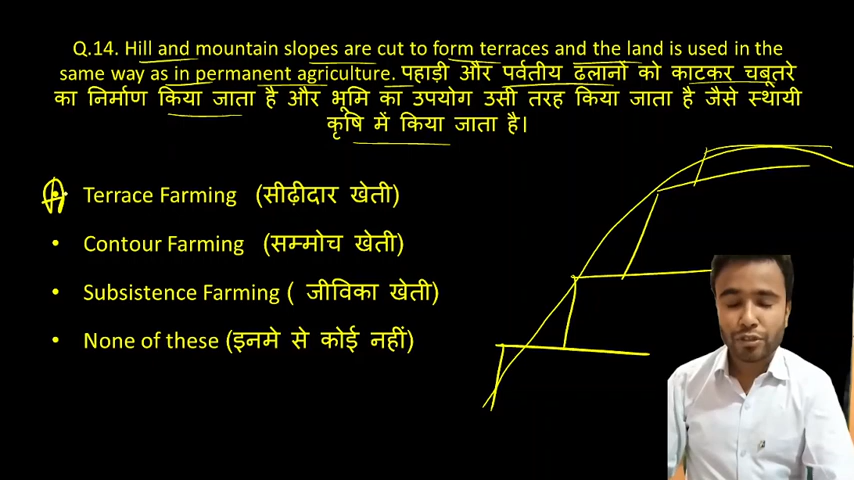 Q.14. Hill and mountain slopes are cut to form terraces and the land is used in the
same way as in permanent agriculture. पहाड़ी और पर्वतीय ढलानों को काटकर चबूतरे
का निर्माण किया जाता है और भूमि का उपयोग उसी तरह किया जाता है जैसे स्थायी
कृषि में किया जाता है।
A
Terrace Farming (सीढ़ीदार खेती)
• Contour Farming (सम्मोच खेती)
• Subsistence Farming ( जीविका खेती)
• None of these (इनमे से कोई नहीं)